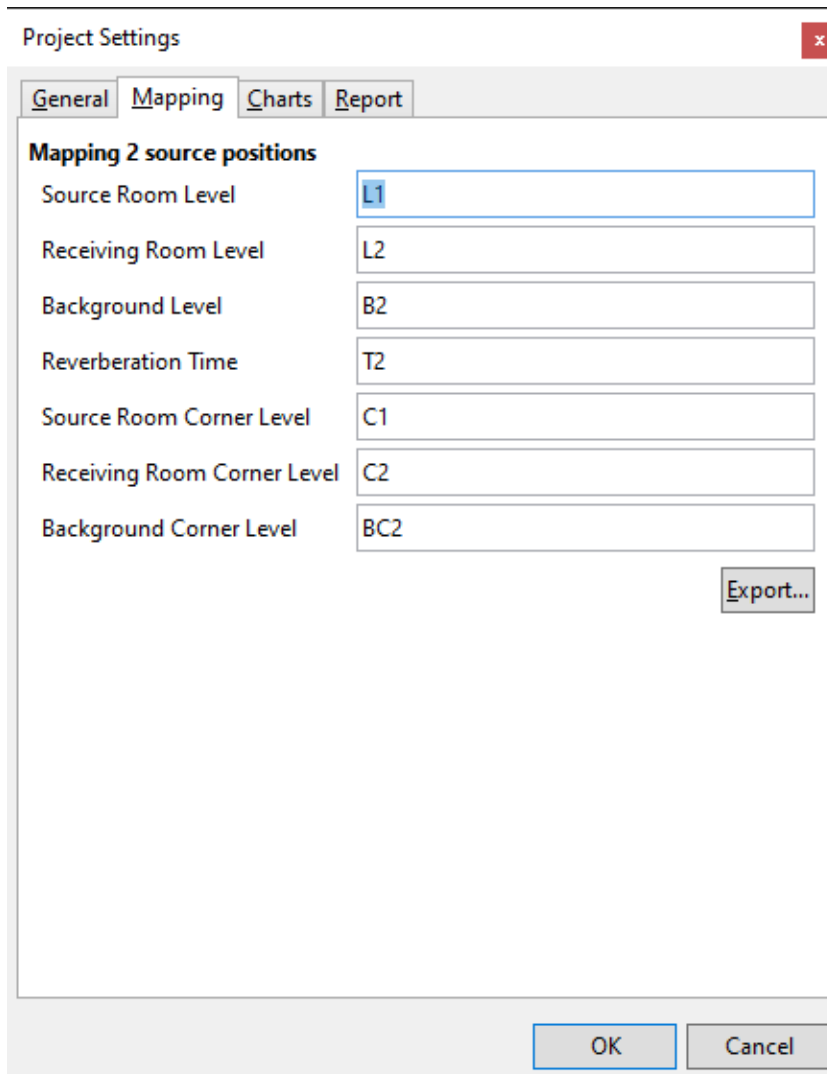 Project Settings
x
General Mapping Charts Report
Mapping 2 source positions
Source Room Level L1
Receiving Room Level L2
Background Level B2
Reverberation Time T2
Source Room Corner Level C1
Receiving Room Corner Level C2
Background Corner Level BC2
Export...
OK Cancel